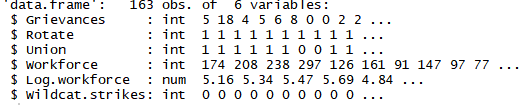 'data.frame':   163 obs. of  6 variables:
 $ Grievances     : int  5 18 4 5 6 8 0 0 2 2 ...
 $ Rotate         : int  1 1 1 1 1 1 1 1 1 1 ...
 $ Union          : int  1 1 1 1 1 1 0 0 1 1 ...
 $ Workforce      : int  174 208 238 297 126 161 91 147 97 77 ...
 $ Log.workforce  : num  5.16 5.34 5.47 5.69 4.84 ...
 $ Wildcat.strikes: int  0 0 0 0 0 0 0 0 0 0 ...